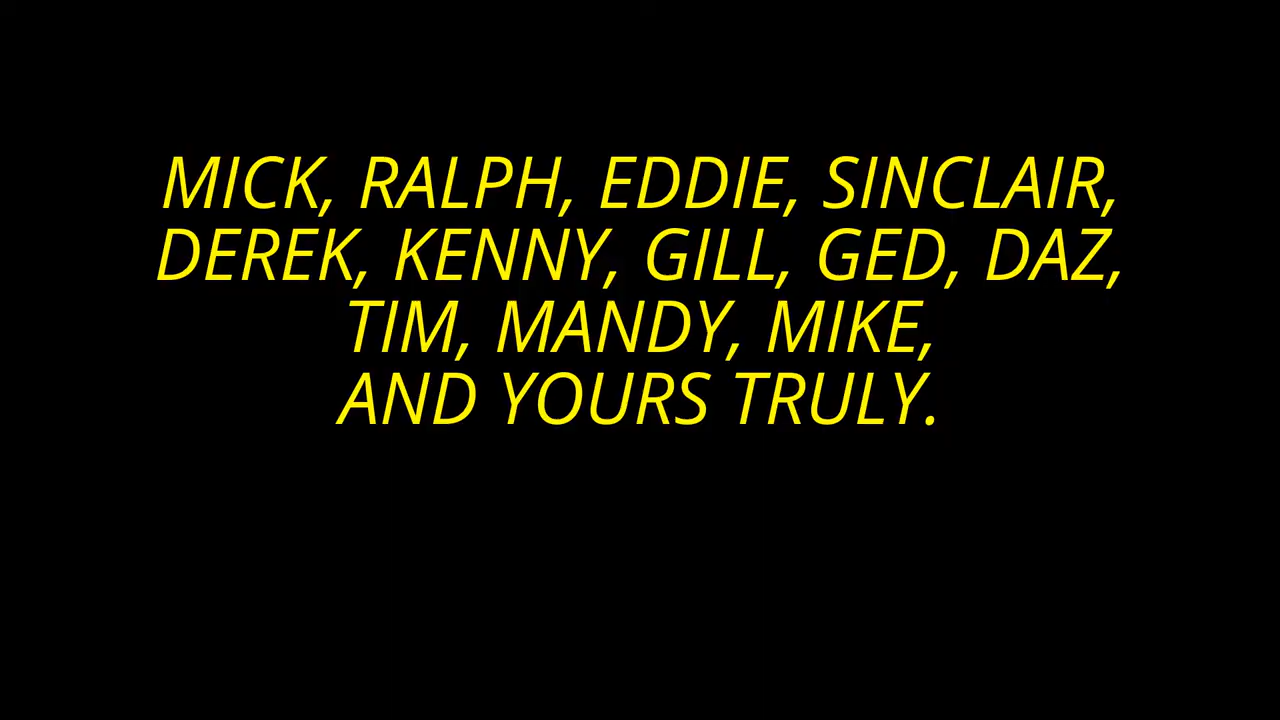 MICK, RALPH, EDDIE, SINCLAIR,
DEREK, KENNY, GILL, GED, DAZ,
TIM, MANDY, MIKE,
AND YOURS TRULY.